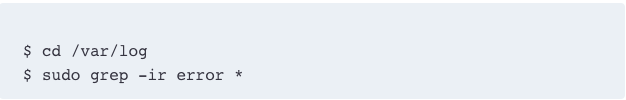 $ cd /var/log
$ sudo grep -ir error *